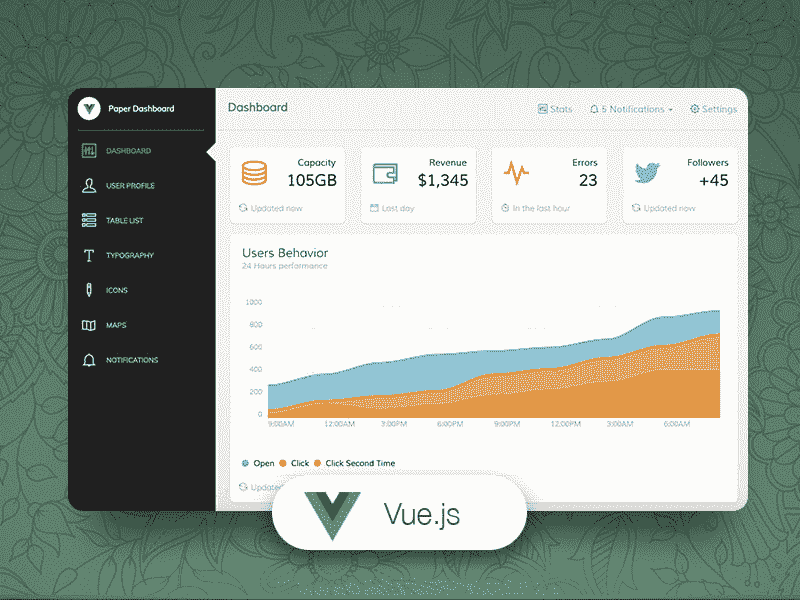 Paper Dashboard
DASHBOARD
USER PROFILE
TABLE LIST
TYPOGRAPHY
ICONS
MAPS
NOTIFICATIONS
Dashboard
Stats
5 Notifications
Settings
Capacity
105GB
Updated now
Revenue
$1,345
Last day
Errors
23
In the last hour
Followers
+45
Updated now
Users Behavior
24 Hours performance
1000
800
600
400
200
0
9:00AM 12:00AM 3:00PM 6:00PM 9:00PM 12:00PM 3:00AM 6:00AM
Open Click Click Second Time
Vue.js